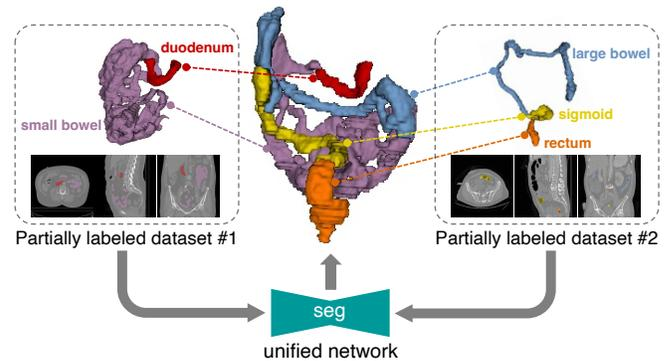 duodenum
small bowel
large bowel
sigmoid
rectum
Partially labeled dataset #1
Partially labeled dataset #2
seg
unified network